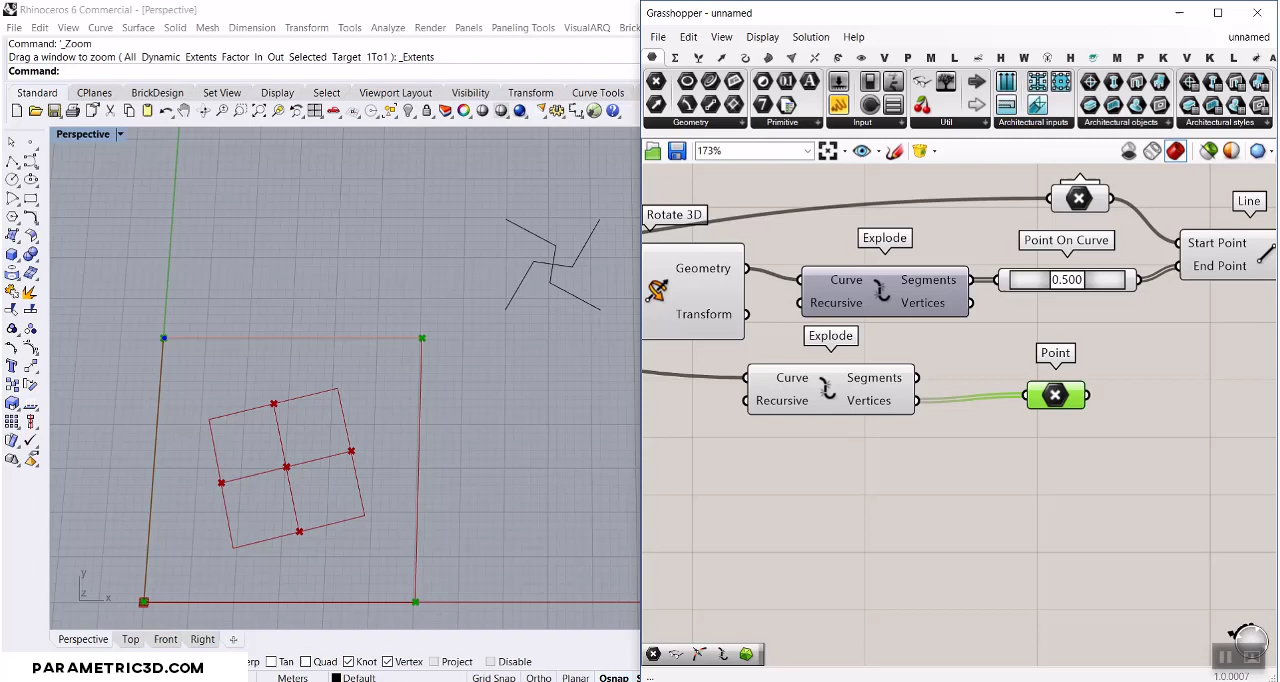 Rhinoceros 6 Commercial - [Perspective]
File Edit View Curve Surface Solid Mesh Dimension Transform Tools Analyze Render Panels Paneling Tools VisualARQ Brick
Command: '_Zoom
Drag a window to zoom ( All Dynamic Extents Factor In Out Selected Target 1To1 ): _Extents
Command:
Standard CPlanes BrickDesign Set View Display Select Viewport Layout Visibility Transform Curve Tools
Perspective
y
z x
Perspective Top Front Right
erp Tan Quad Knot Vertex Project Disable
PARAMETRIC3D.COM
Meters Default Grid Snap Ortho Planar Osnap
Grasshopper - unnamed
File Edit View Display Solution Help unnamed
V P M L H W H M P K V K L A
Geometry Primitive Input Util Architectural inputs Architectural objects Architectural styles
173%
Rotate 3D
Line
Explode
Point On Curve
Start Point
End Point
Geometry
Transform
Curve Segments
Recursive Vertices
0.500
Explode
Point
Curve Segments
Recursive Vertices
...
1.0.0007